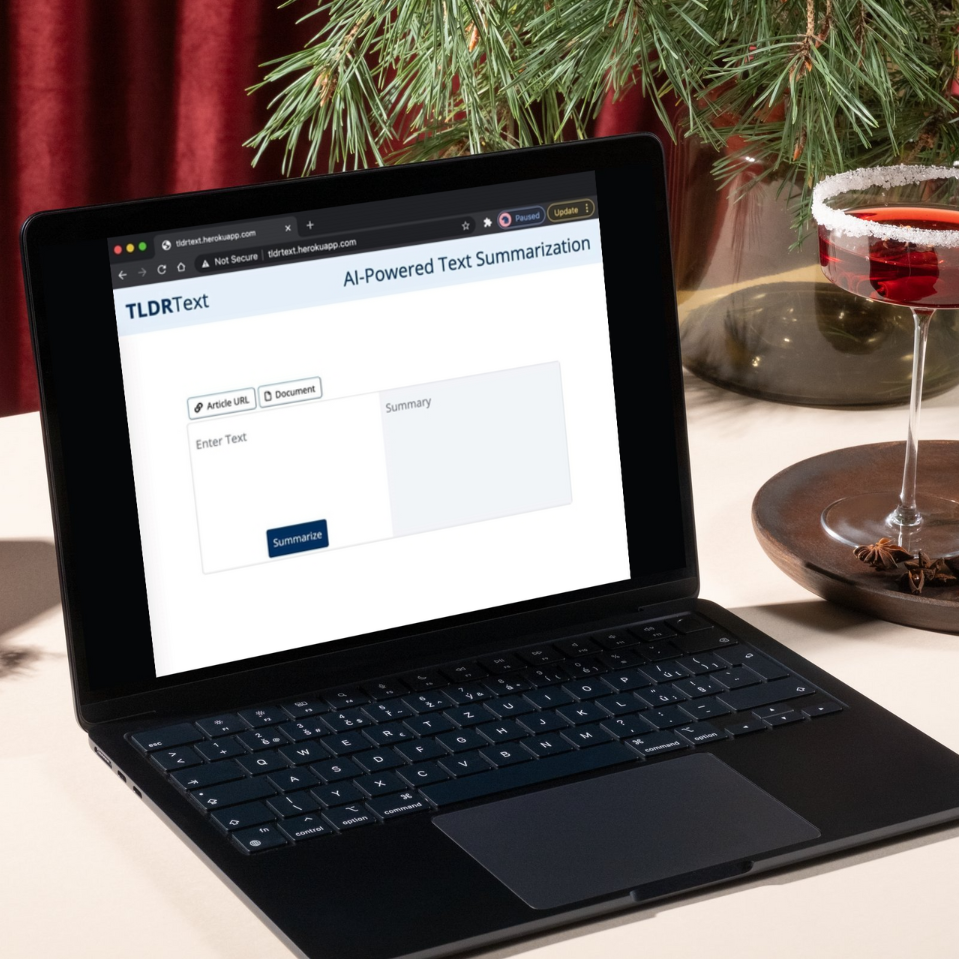 tldrtext.herokuapp.com
Not Secure | tldrtext.herokuapp.com
Paused
Update
TLDRText
AI-Powered Text Summarization
Article URL
Document
Enter Text
Summary
Summarize
esc
Q W E R T Z U I O P
A S D F G H J K L
Y X C V B N M
fn control option command
command option